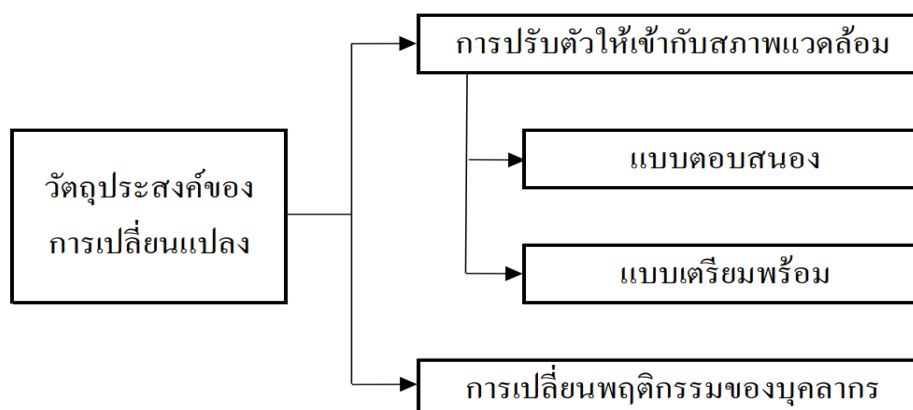 การปรับตัวให้เข้ากับสภาพแวดล้อม
แบบตอบสนอง
วัตถุประสงค์ของ
การเปลี่ยนแปลง
แบบเตรียมพร้อม
การเปลี่ยนพฤติกรรมของบุคลากร